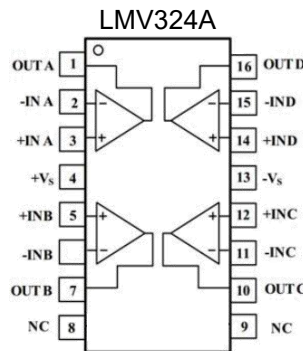 LMV324A
OUT A 1 16 OUT D
-IN A 2 - - 15 -IND
+IN A 3 + + 14 +IND
+Vs 4 13 -Vs
+INB 5 + + 12 +INC
-INB - - 11 -INC
OUT B 7 10 OUT C
NC 8 9 NC